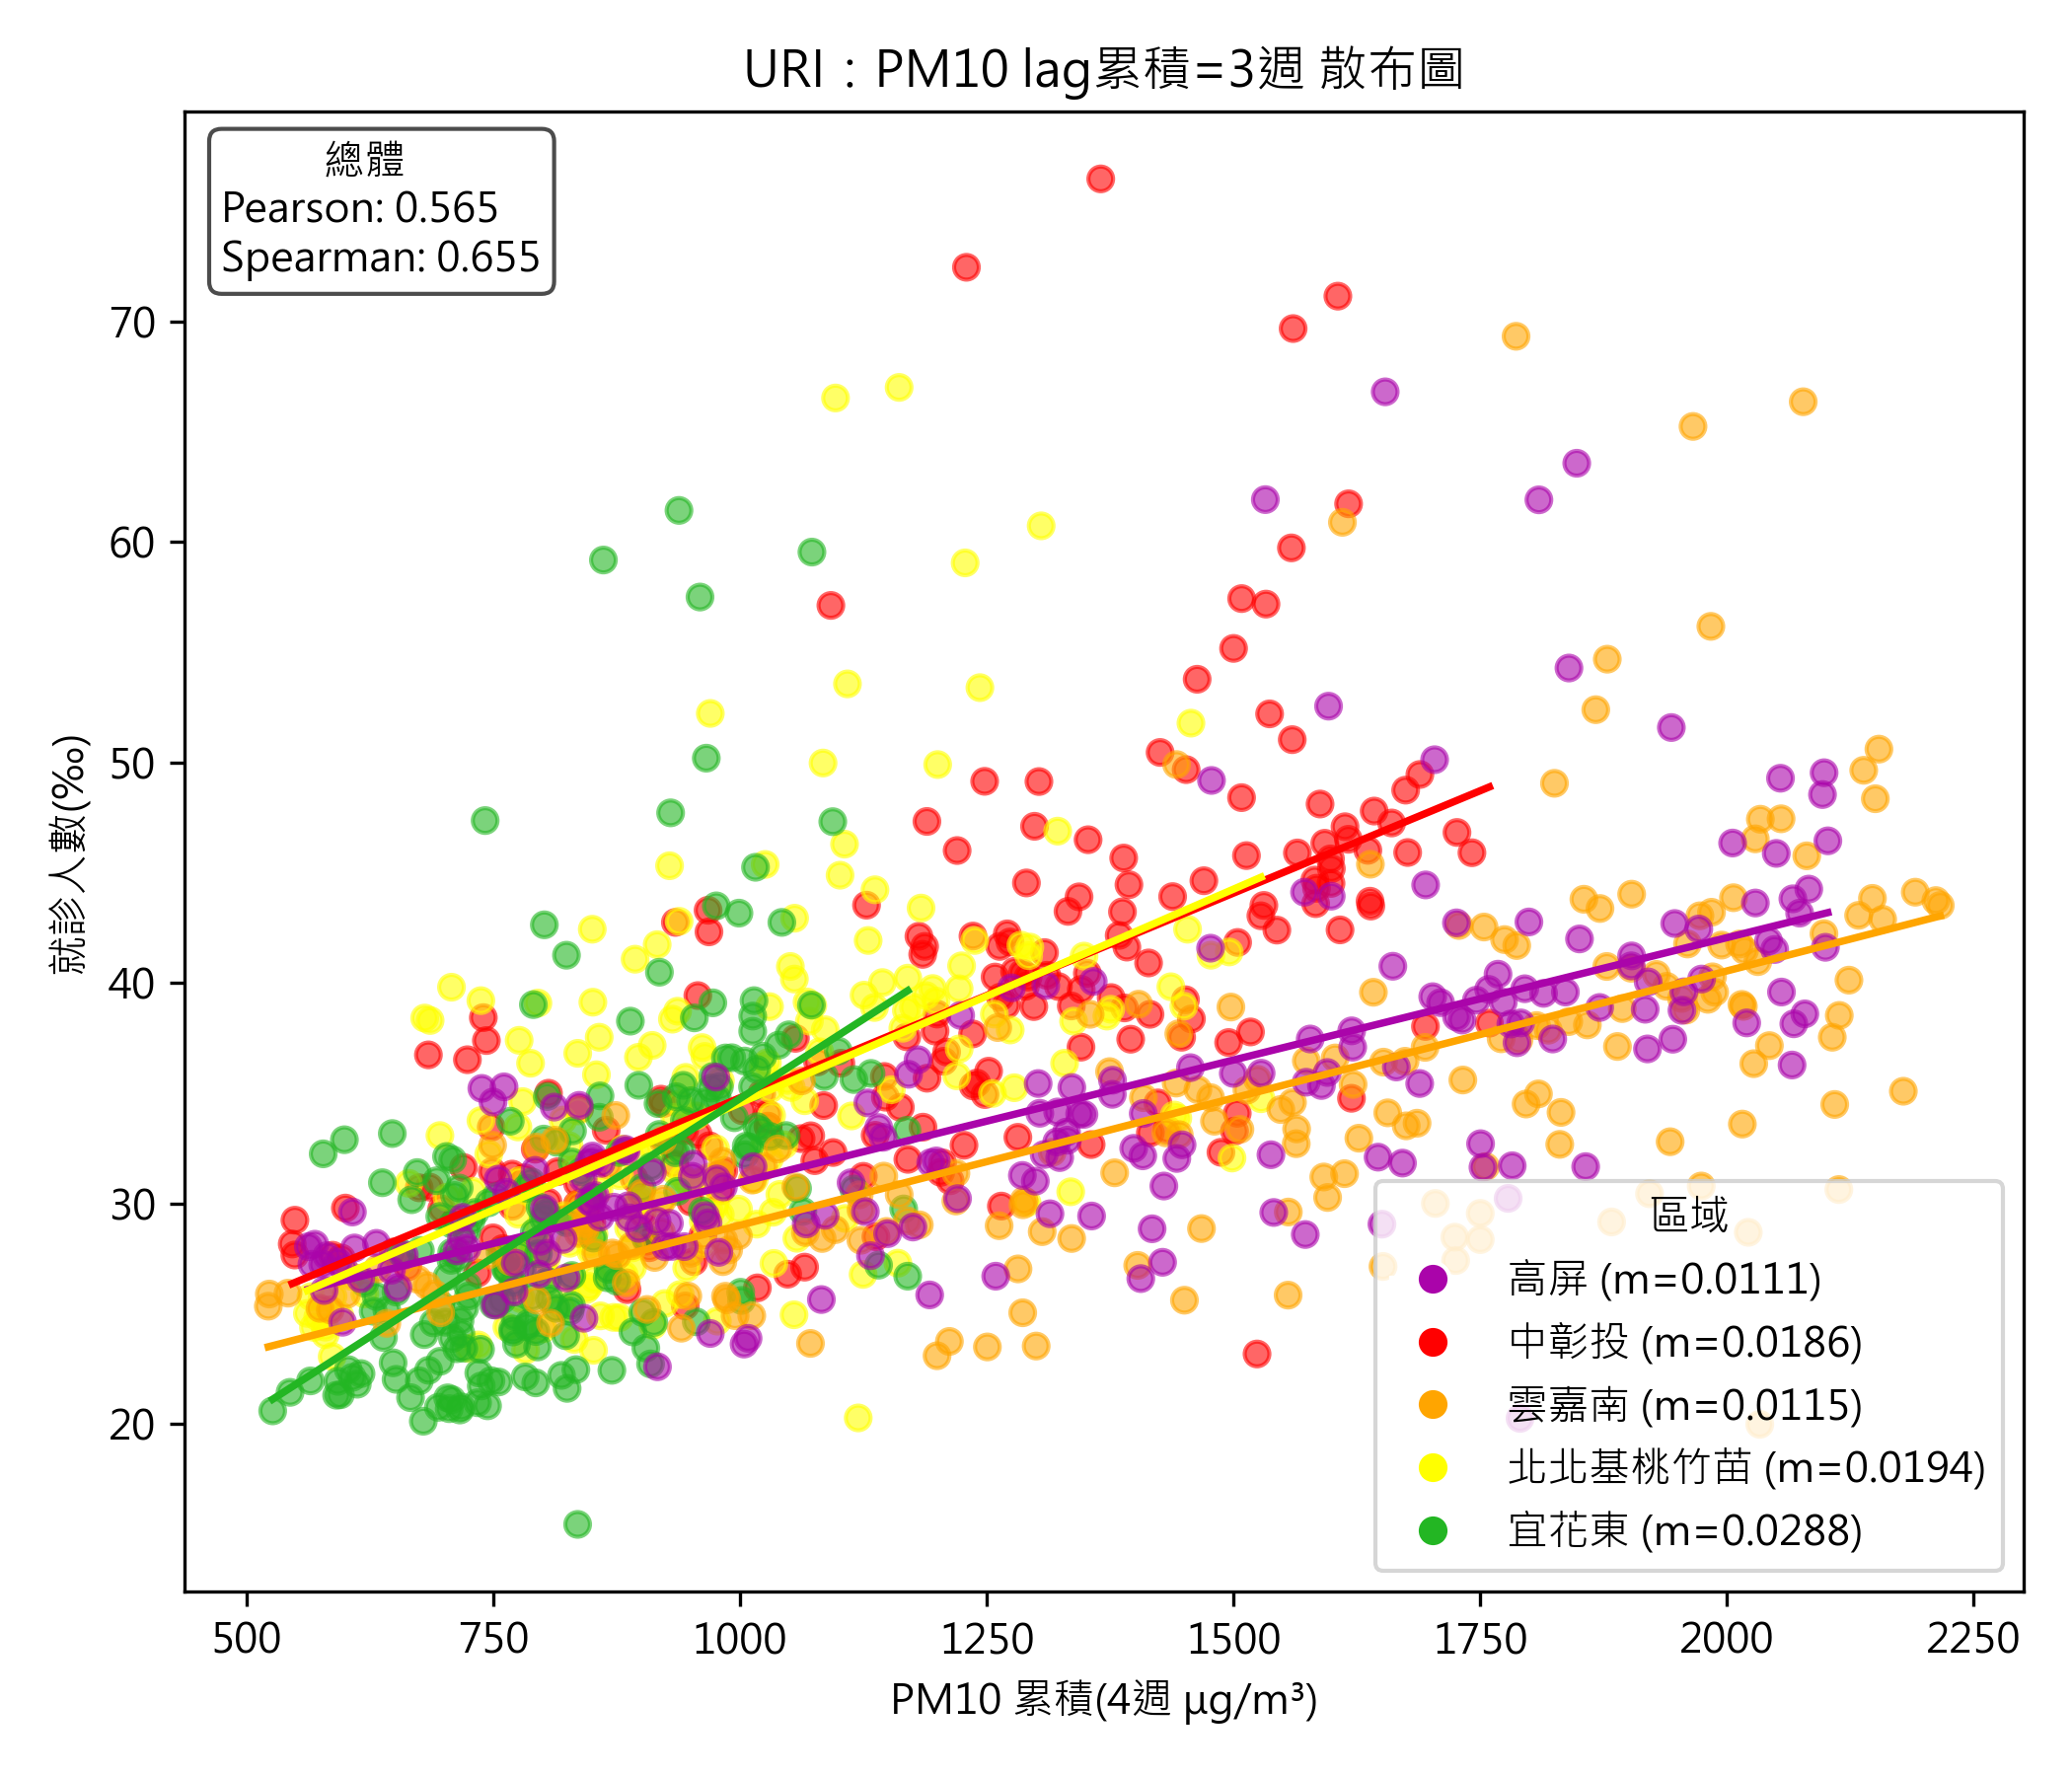 URI：PM10 lag累積=3週 散布圖
總體
Pearson: 0.565
Spearman: 0.655
就診人數(‰)
70
60
50
40
30
20
區域
高屏 (m=0.0111)
中彰投 (m=0.0186)
雲嘉南 (m=0.0115)
北北基桃竹苗 (m=0.0194)
宜花東 (m=0.0288)
500 750 1000 1250 1500 1750 2000 2250
PM10 累積(4週 μg/m³)